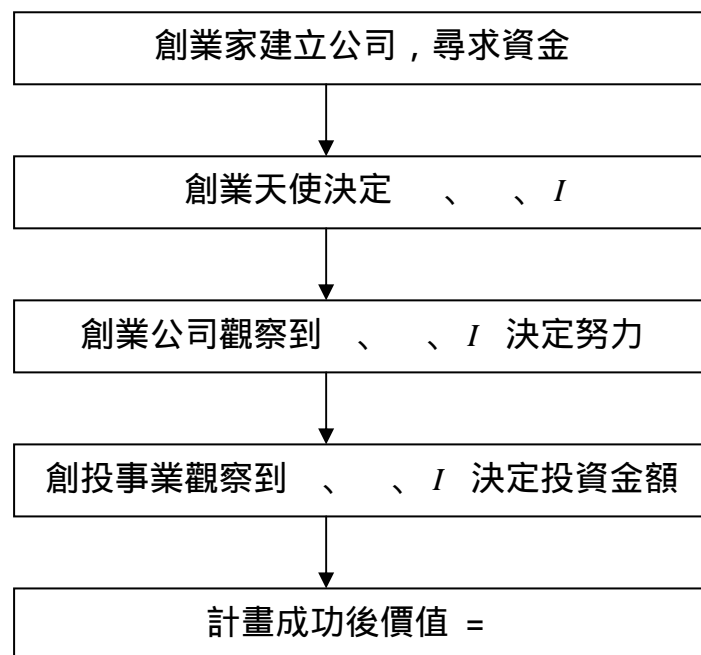 創業家建立公司，尋求資金
創業天使決定 、 、I
創業公司觀察到 、 、I 決定努力
創投事業觀察到 、 、I 決定投資金額
計畫成功後價值 =